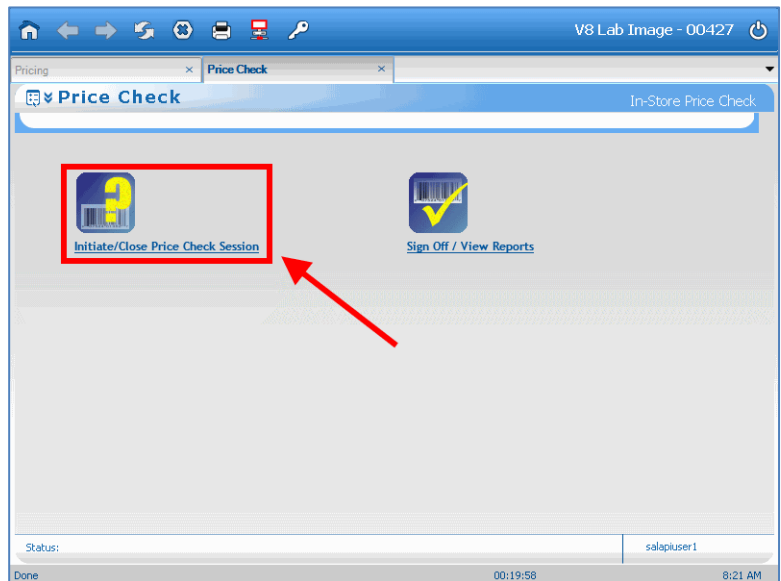 V8 Lab Image - 00427
Pricing
Price Check
Price Check
In-Store Price Check
Initiate/Close Price Check Session
Sign Off / View Reports
Status:
salapiuser1
Done
00:19:58
8:21 AM